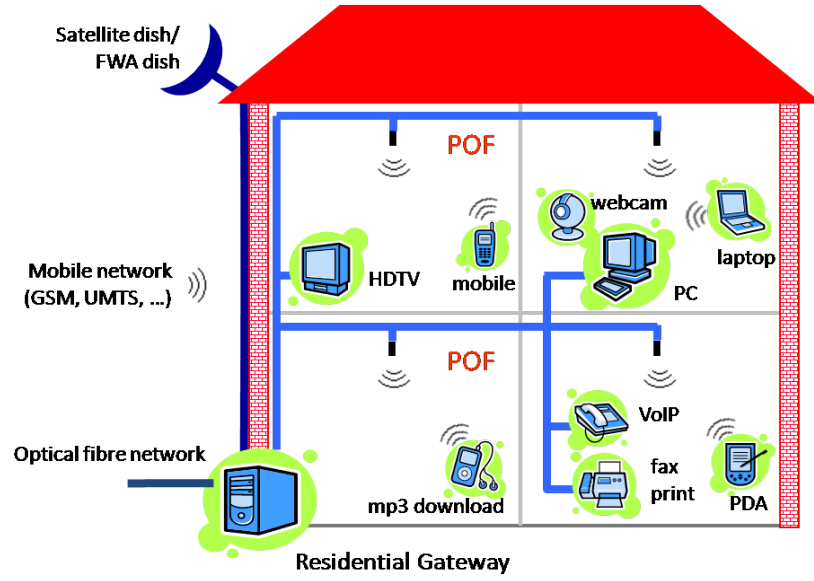 Satellite dish/
FWA dish
POF
webcam
laptop
HDTV
mobile
PC
Mobile network
(GSM, UMTS, ...)
POF
VoIP
Optical fibre network
fax
print
mp3 download
PDA
Residential Gateway